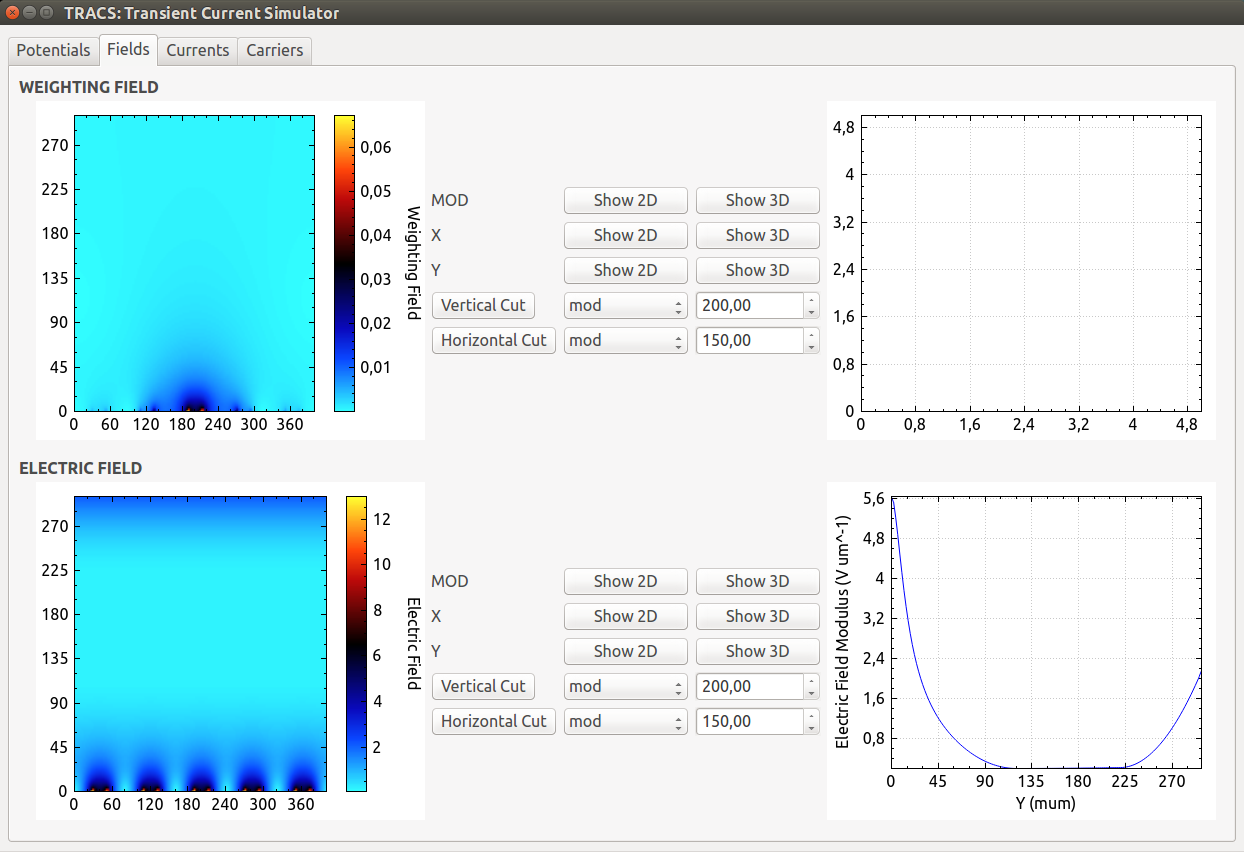 TRACS: Transient Current Simulator
Potentials Fields Currents Carriers
WEIGHTING FIELD
270
225
180
135
90
45
0
0 60 120 180 240 300 360
0,06
0,05
0,04
0,03
0,02
0,01
Weighting Field
MOD Show 2D Show 3D
X Show 2D Show 3D
Y Show 2D Show 3D
Vertical Cut mod 200,00
Horizontal Cut mod 150,00
4,8
4
3,2
2,4
1,6
0,8
0
0 0,8 1,6 2,4 3,2 4 4,8
ELECTRIC FIELD
270
225
180
135
90
45
0
0 60 120 180 240 300 360
12
10
8
6
4
2
Electric Field
MOD Show 2D Show 3D
X Show 2D Show 3D
Y Show 2D Show 3D
Vertical Cut mod 200,00
Horizontal Cut mod 150,00
Electric Field Modulus (V um^-1)
5,6
4,8
4
3,2
2,4
1,6
0,8
0 45 90 135 180 225 270
Y (mum)